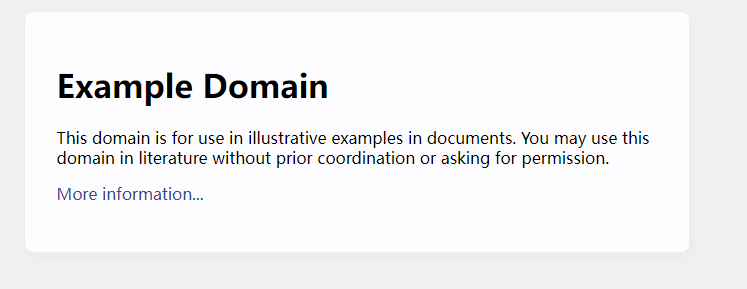 Example Domain
This domain is for use in illustrative examples in documents. You may use this
domain in literature without prior coordination or asking for permission.
More information...